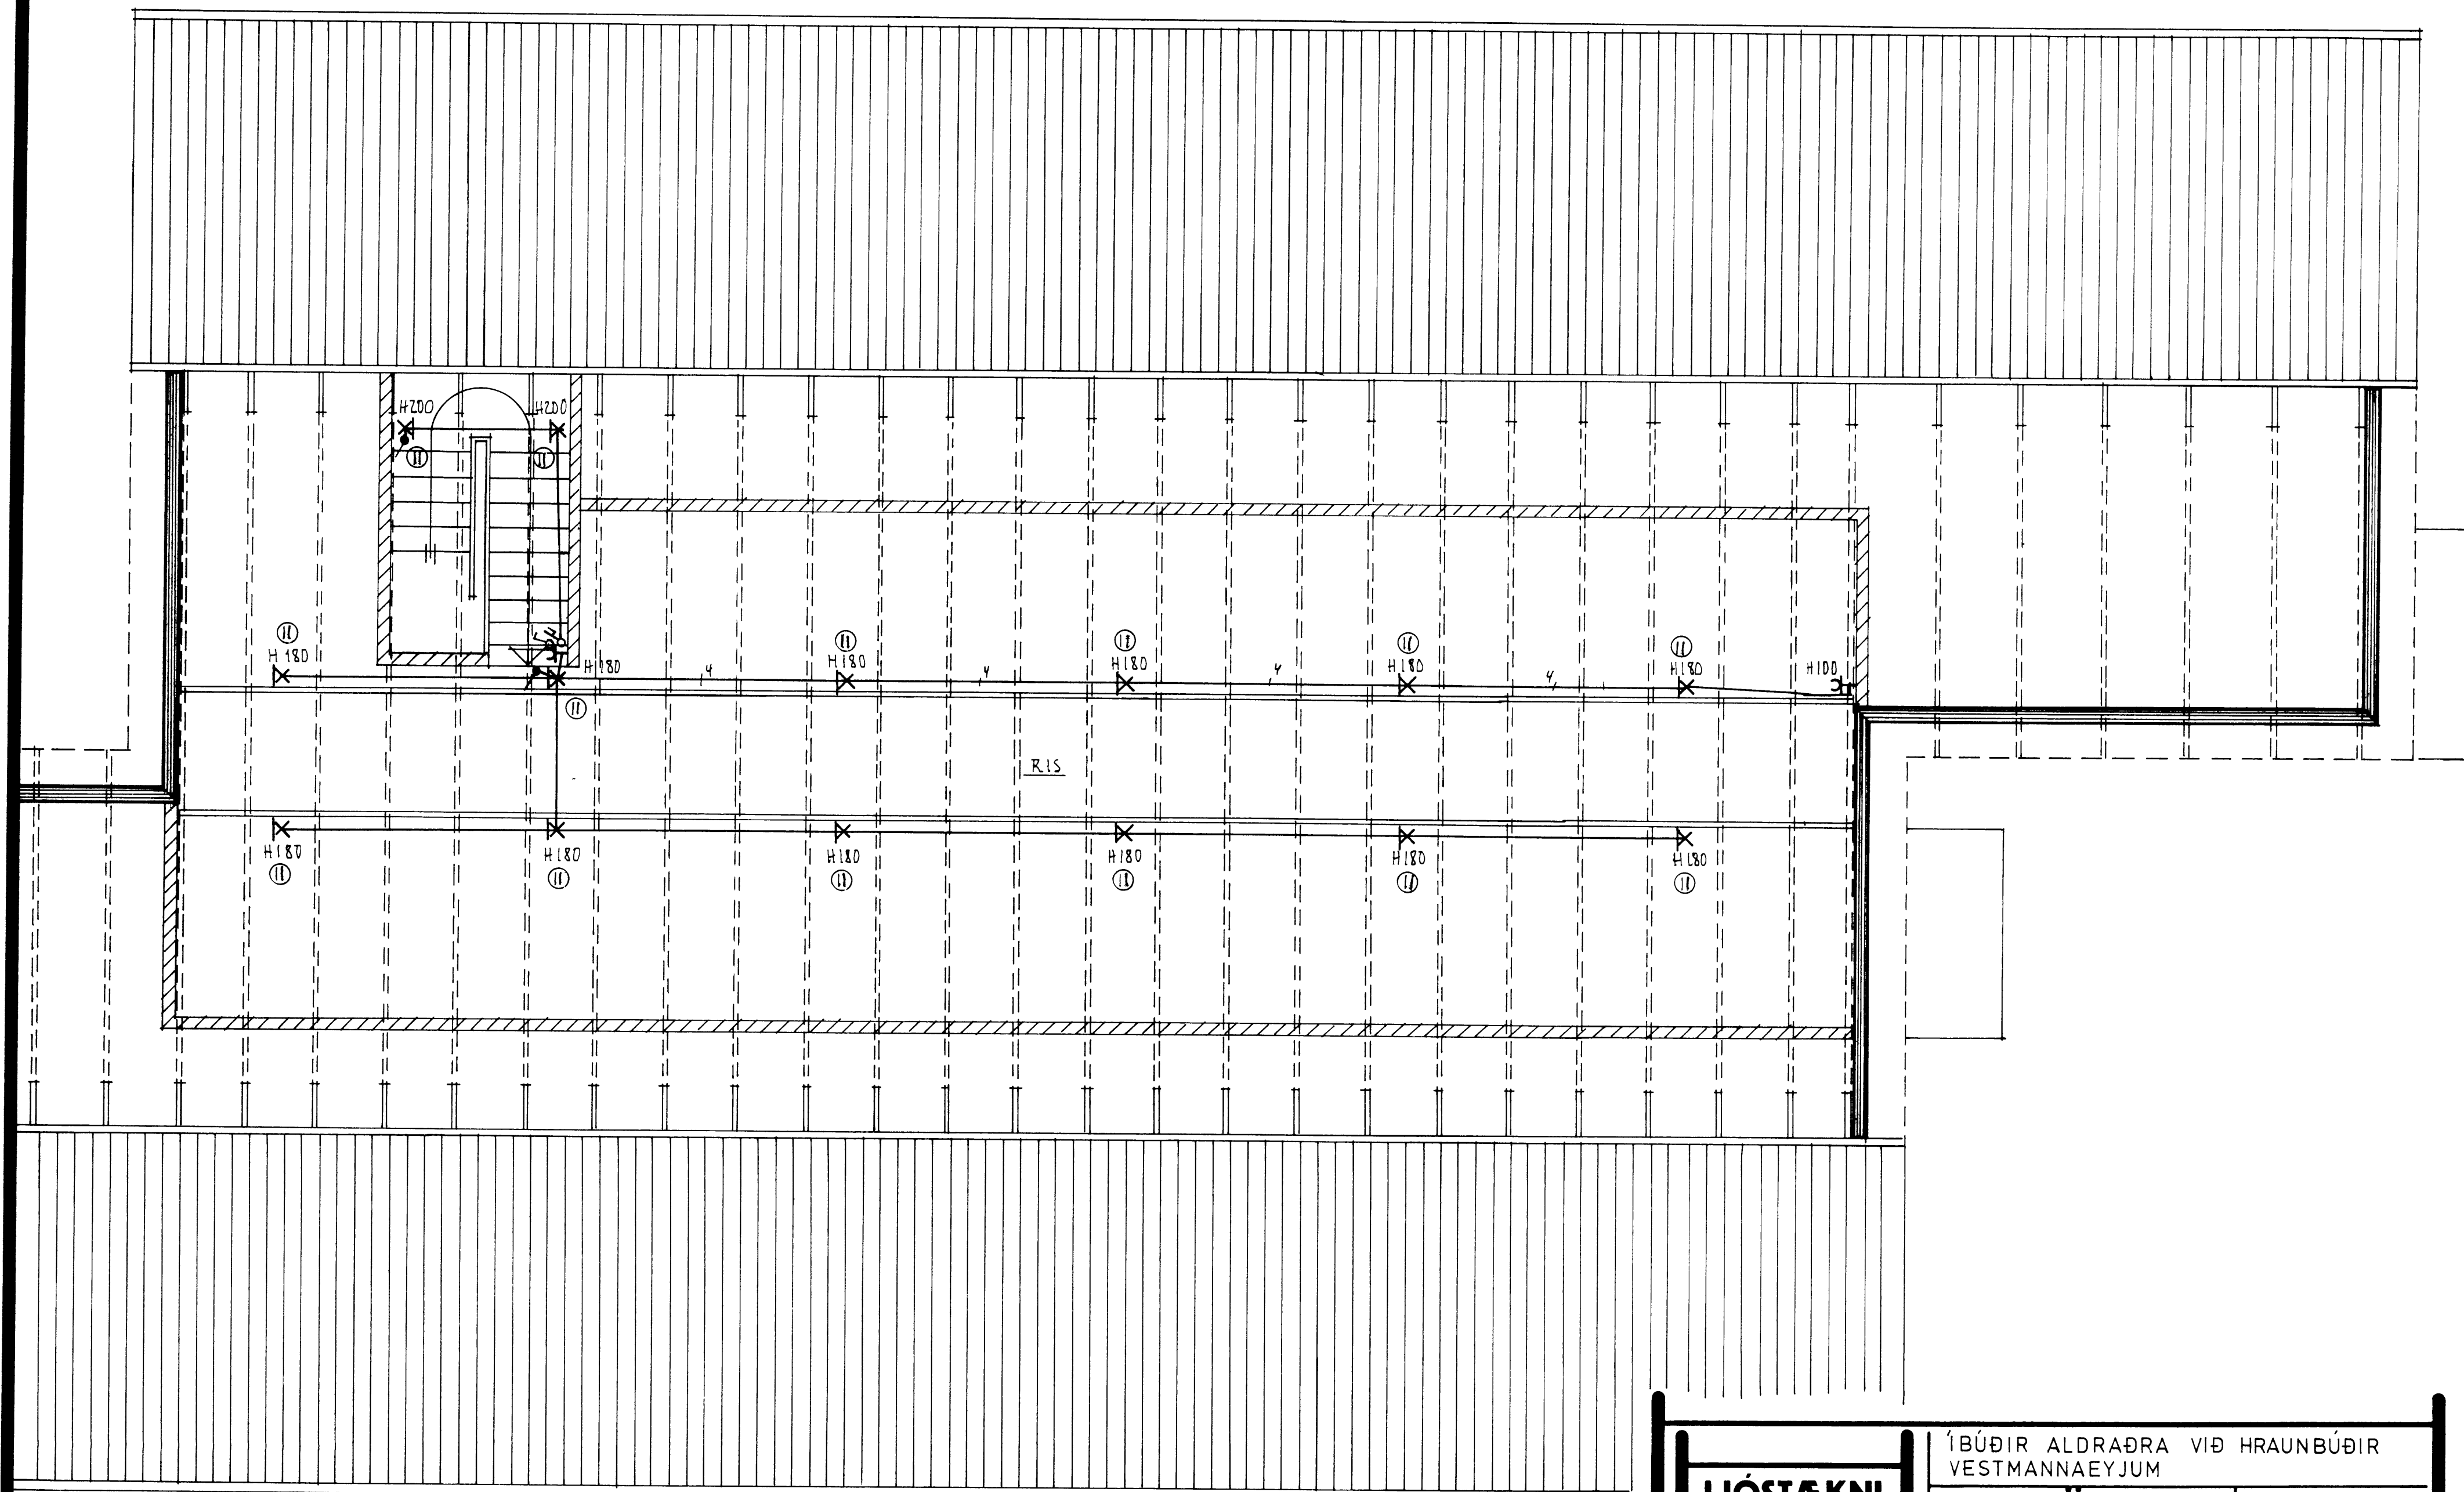 H200 H200
11 11
11 11 11 11 11
H180 H180 H180 H180 H180 H180 H100
4 4 4 4
11
RIS
H180 H180 H180 H180 H180 H180
11 11 11 11 11 11
ÍBÚÐIR ALDRAÐRA VIÐ HRAUNBÚÐIR
VESTMANNAEYJUM
LJÓSTÆKNI